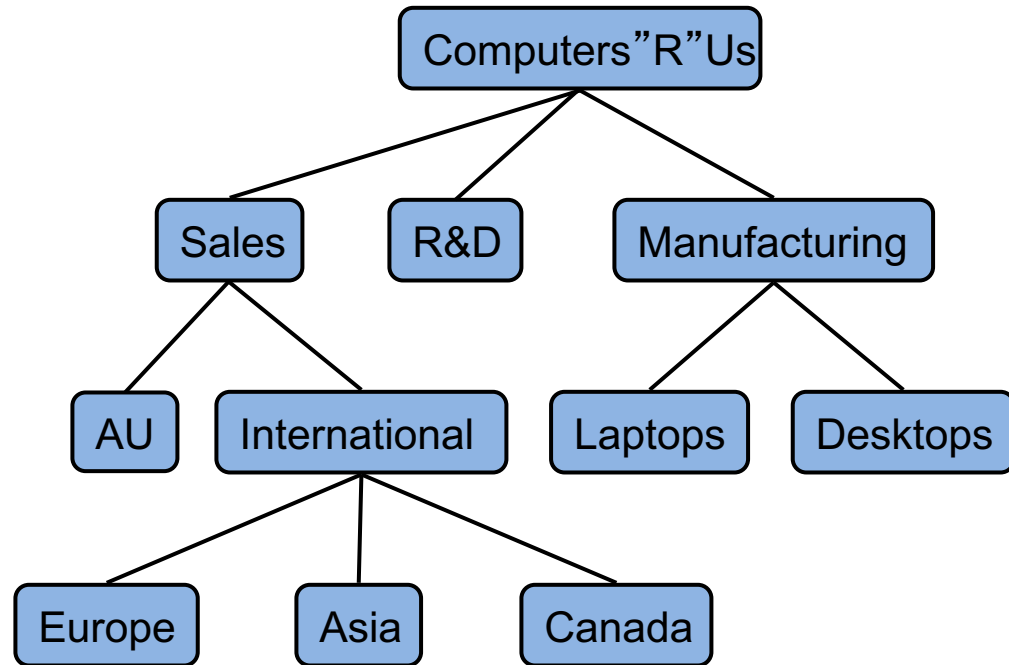 Computers”R”Us
Sales
R&D
Manufacturing
AU
International
Laptops
Desktops
Europe
Asia
Canada